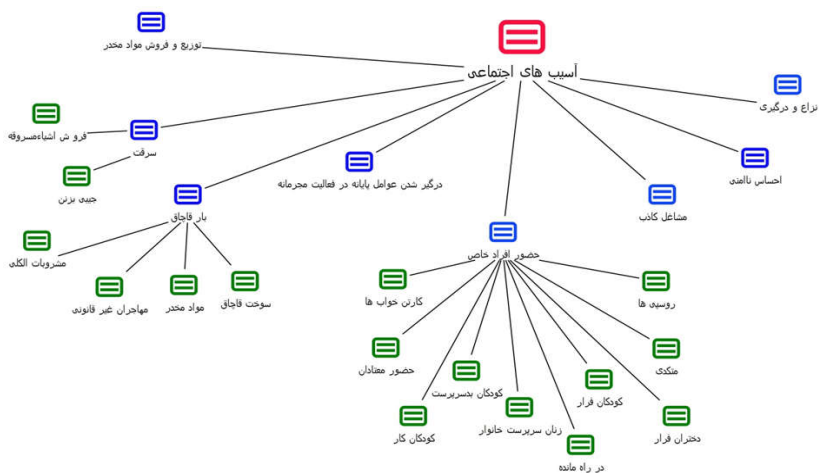 توزیع و فروش مواد مخدر
آسیب های اجتماعی
نزاع و درگیری
فرو ش اشیاءمسروقه
سرقت
احساس ناامنی
جیبی بزنن
درگیر شدن عوامل پایانه در فعالیت مجرمانه
مشاغل کاذب
بار قاچاق
حضور افراد خاص
مشروبات الکلی
مهاجران غیر قانونی
مواد مخدر
سوخت قاچاق
کارتن خواب ها
روسپی ها
حضور معتادان
متکدی
کودکان بدسرپرست
کودکان فرار
کودکان کار
زنان سرپرست خانوار
دختران فرار
در راه مانده